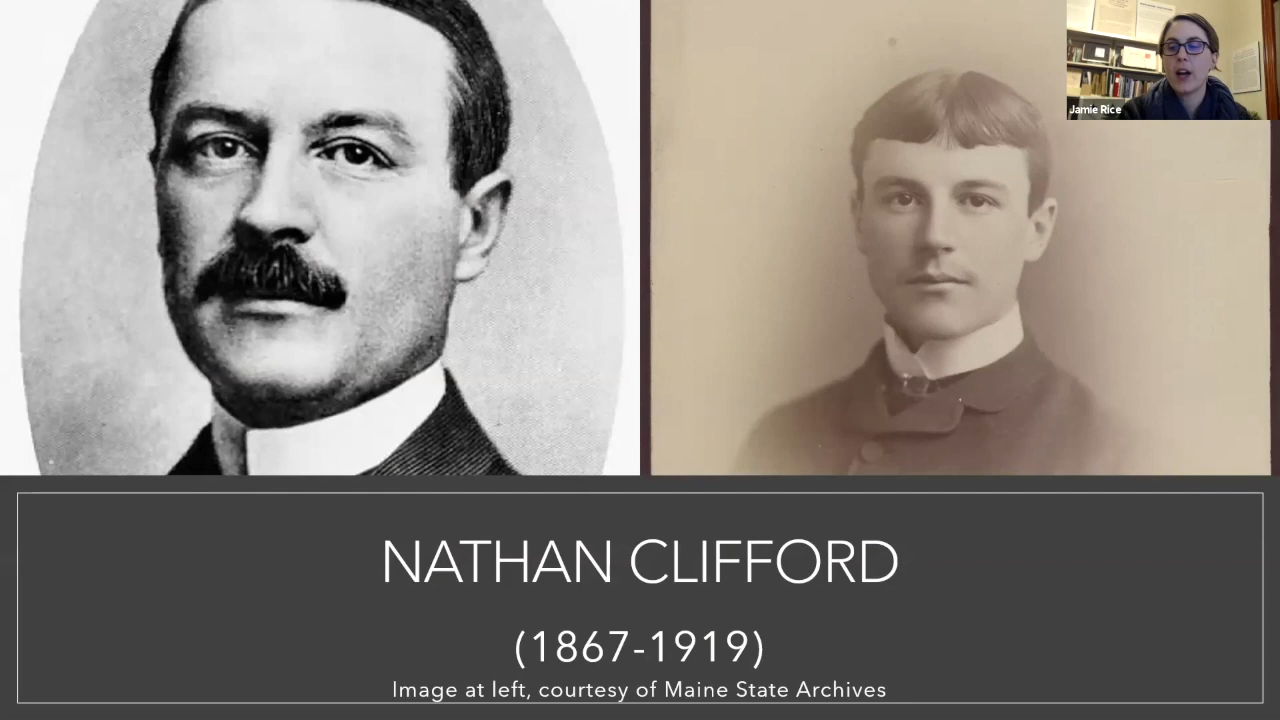 Jamie Rice
NATHAN CLIFFORD
(1867-1919)
Image at left, courtesy of Maine State Archives